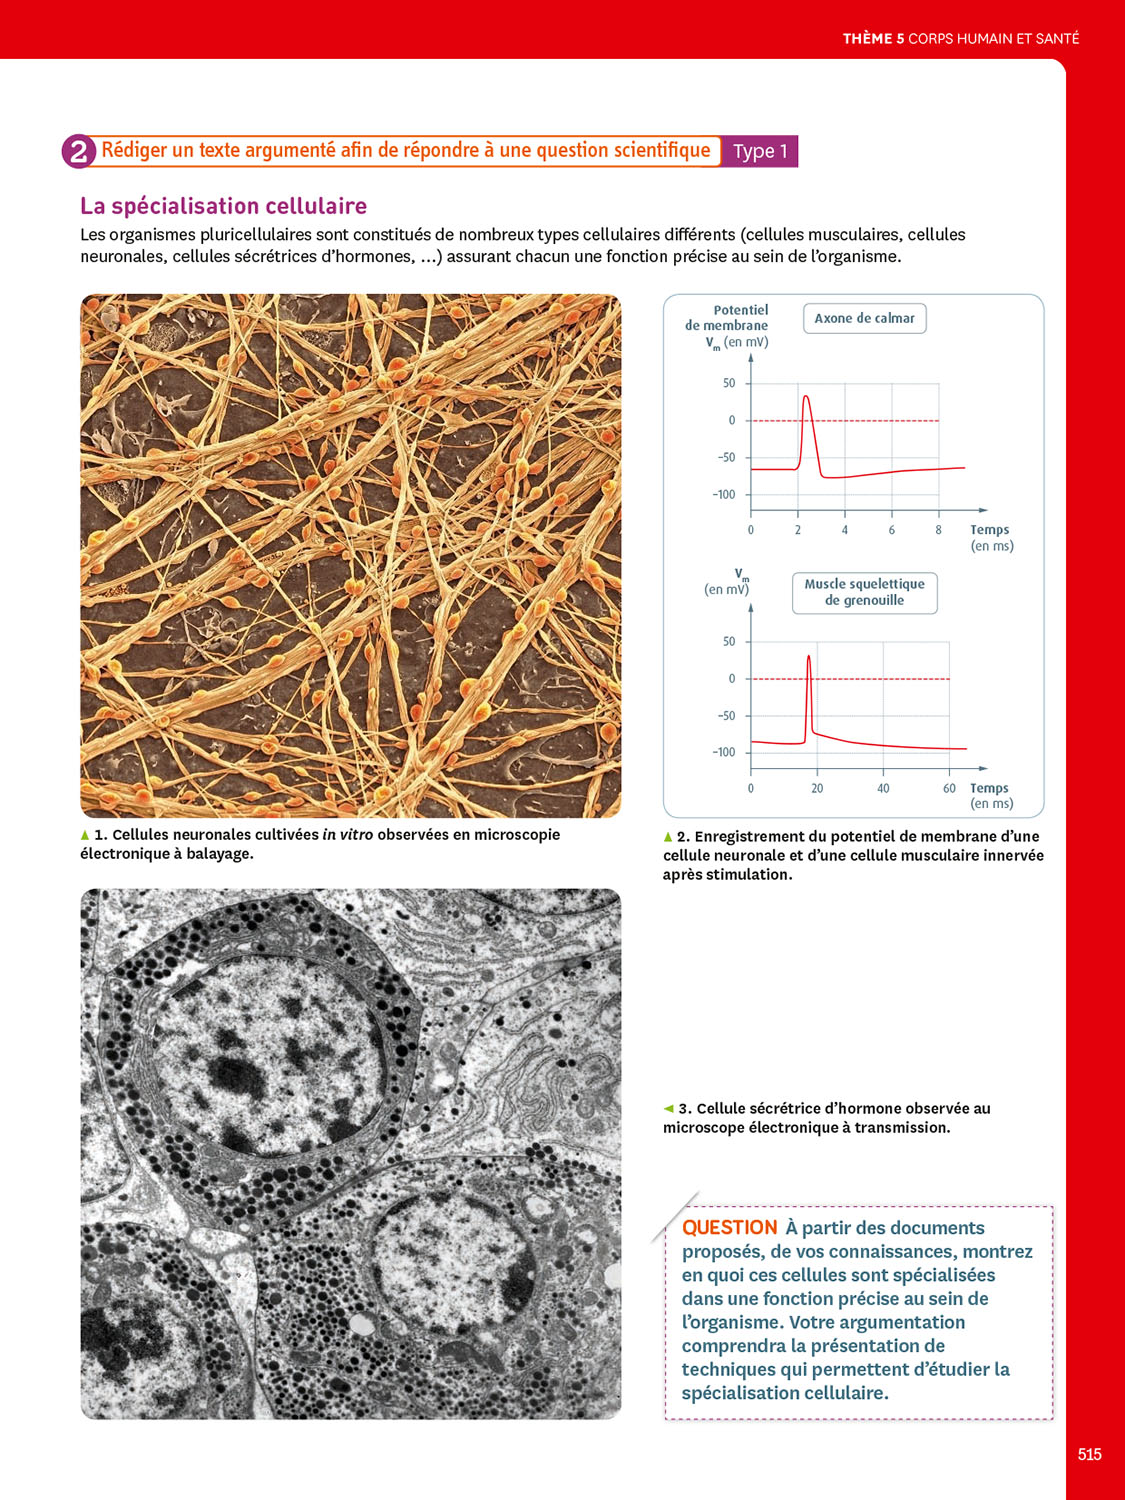 THÈME 5 CORPS HUMAIN ET SANTÉ
2 Rédiger un texte argumenté afin de répondre à une question scientifique Type 1
La spécialisation cellulaire
Les organismes pluricellulaires sont constitués de nombreux types cellulaires différents (cellules musculaires, cellules
neuronales, cellules sécrétrices d’hormones, …) assurant chacun une fonction précise au sein de l’organisme.
▲ 1. Cellules neuronales cultivées in vitro observées en microscopie
électronique à balayage.
Potentiel
de membrane
Vm (en mV)
Axone de calmar
50
0
–50
–100
0 2 4 6 8 Temps
(en ms)
Vm
(en mV)
Muscle squelettique
de grenouille
50
0
–50
–100
0 20 40 60 Temps
(en ms)
▲ 2. Enregistrement du potentiel de membrane d’une
cellule neuronale et d’une cellule musculaire innervée
après stimulation.
◄ 3. Cellule sécrétrice d’hormone observée au
microscope électronique à transmission.
QUESTION À partir des documents
proposés, de vos connaissances, montrez
en quoi ces cellules sont spécialisées
dans une fonction précise au sein de
l’organisme. Votre argumentation
comprendra la présentation de
techniques qui permettent d’étudier la
spécialisation cellulaire.
515